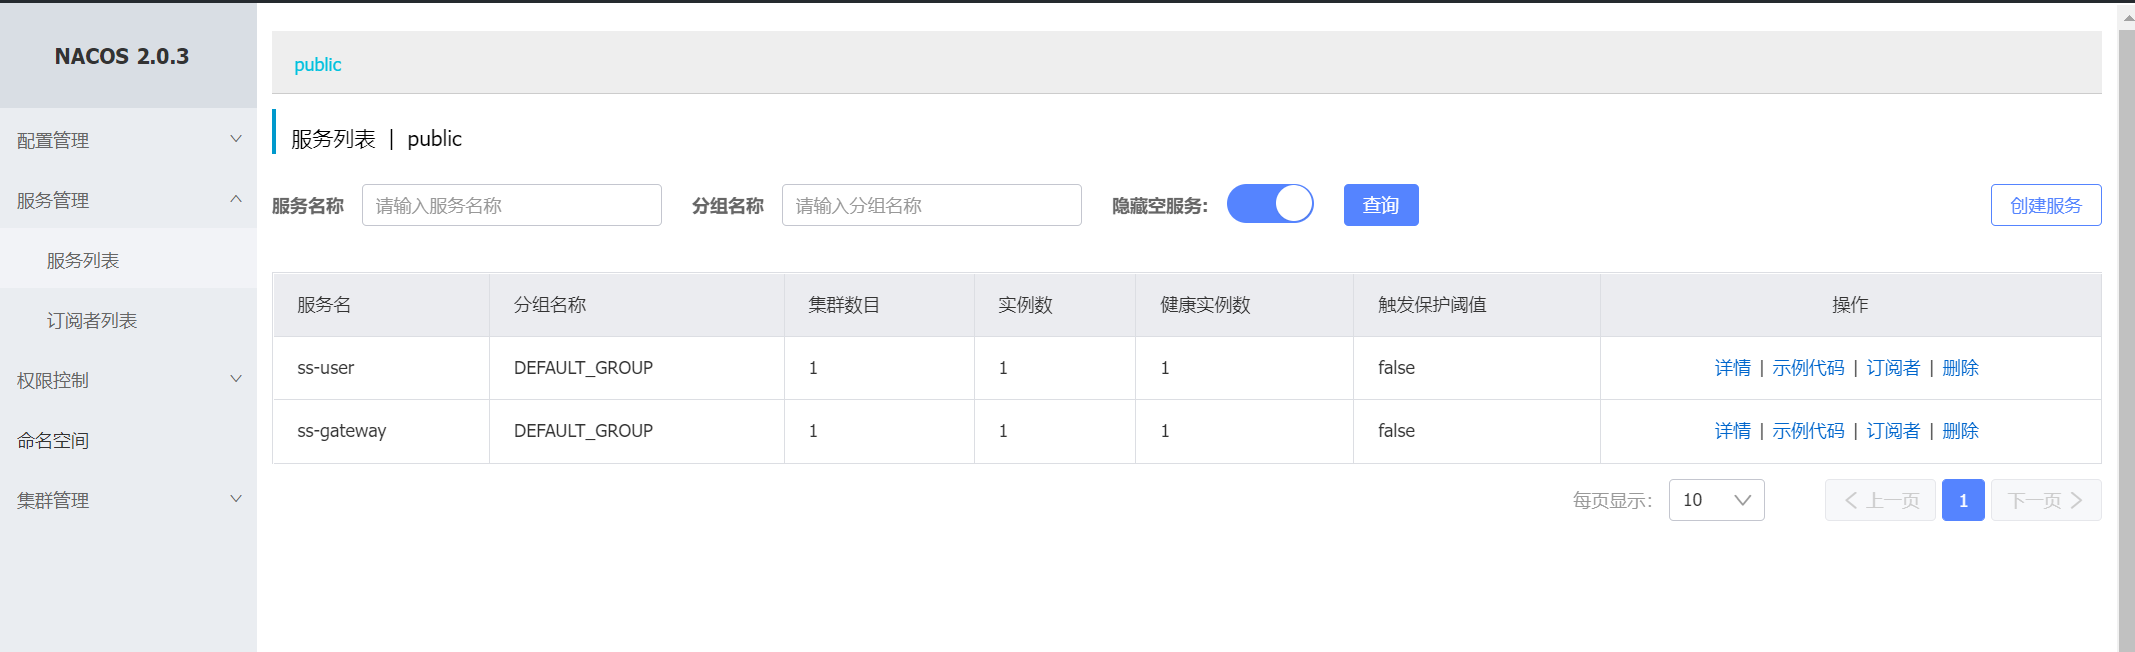 NACOS 2.0.3
配置管理
服务管理
服务列表
订阅者列表
权限控制
命名空间
集群管理
public
服务列表 | public
服务名称 请输入服务名称 分组名称 请输入分组名称 隐藏空服务: 查询 创建服务
服务名 分组名称 集群数目 实例数 健康实例数 触发保护阈值 操作
ss-user DEFAULT_GROUP 1 1 1 false 详情 | 示例代码 | 订阅者 | 删除
ss-gateway DEFAULT_GROUP 1 1 1 false 详情 | 示例代码 | 订阅者 | 删除
每页显示: 10 上一页 1 下一页